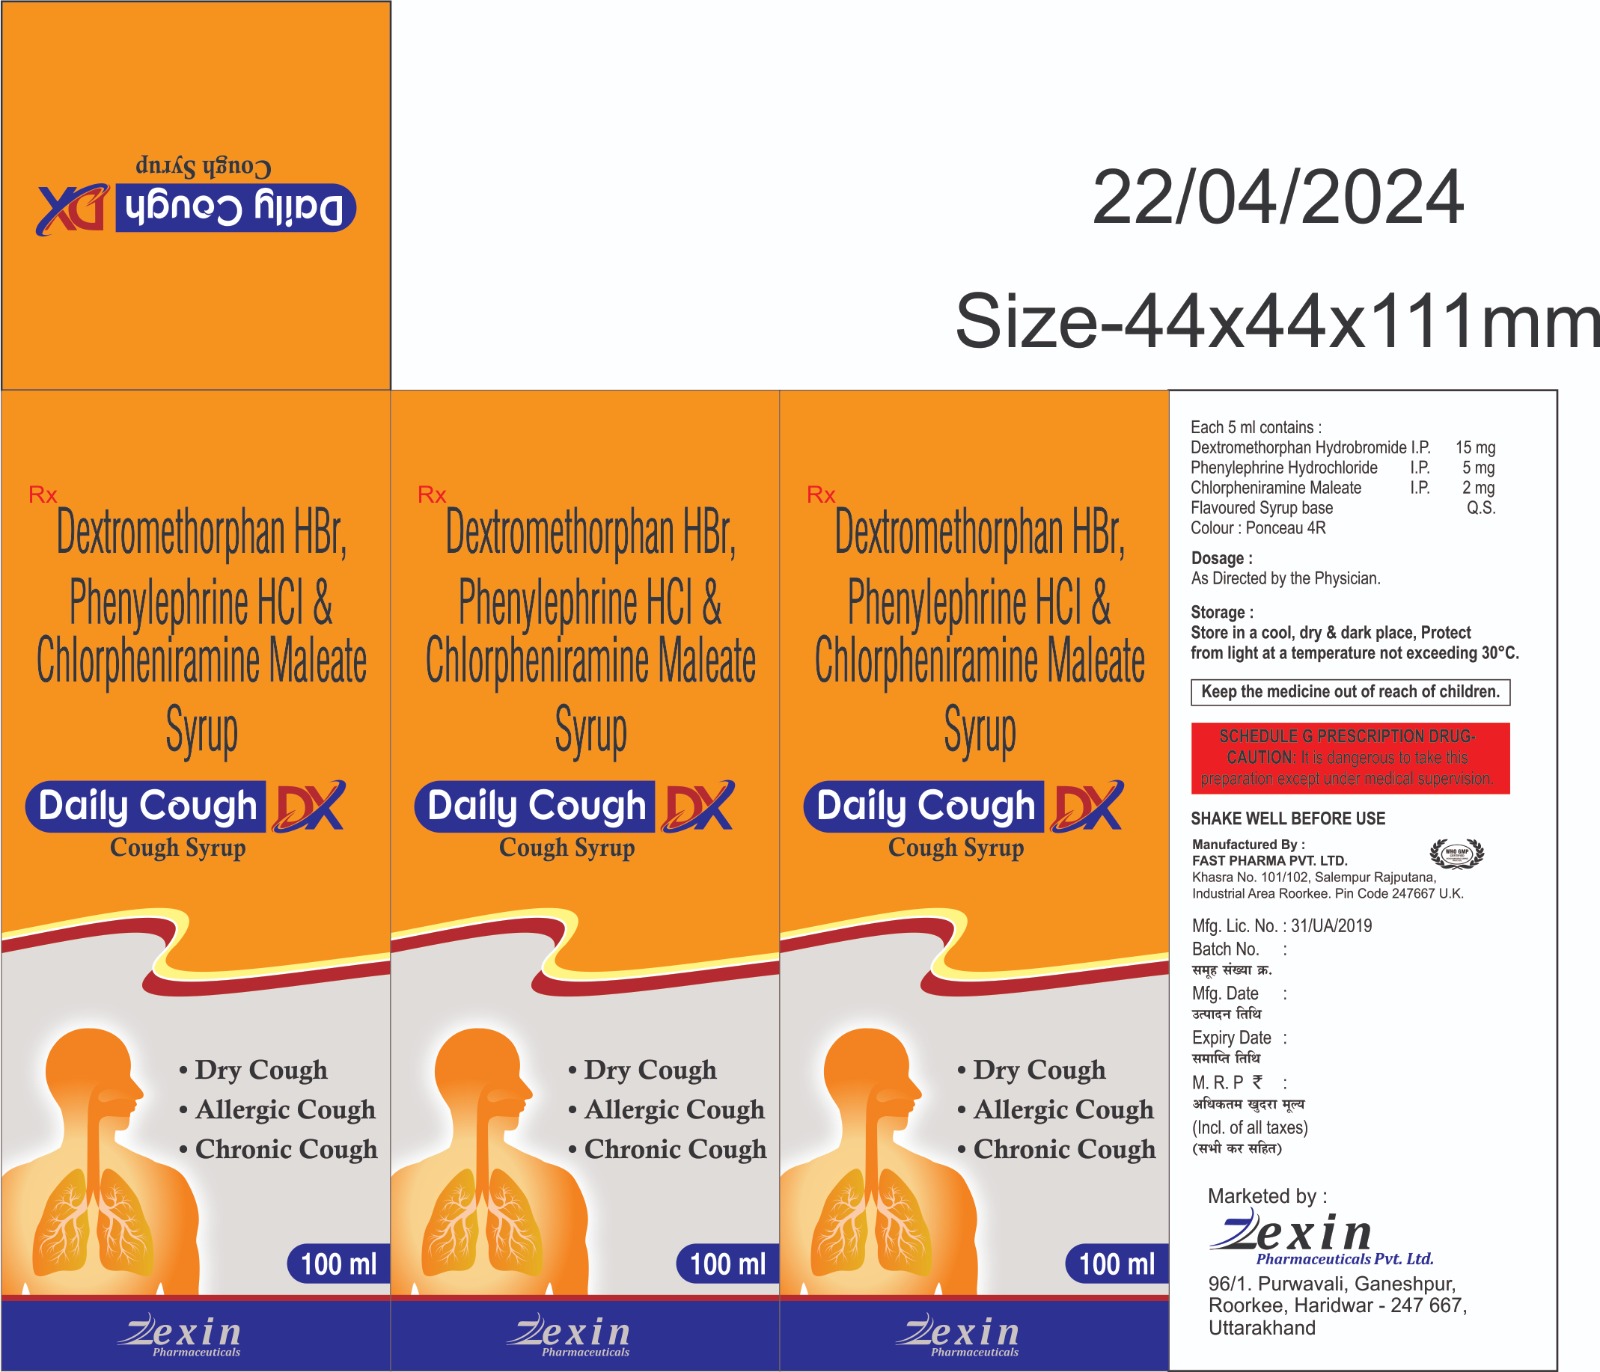 Cough Syrup
Daily Cough DX
22/04/2024
Size-44x44x111mm
Rx
Dextromethorphan HBr,
Phenylephrine HCl &
Chlorpheniramine Maleate
Syrup
Daily Cough DX
Cough Syrup
• Dry Cough
• Allergic Cough
• Chronic Cough
100 ml
Zexin
Pharmaceuticals
Rx
Dextromethorphan HBr,
Phenylephrine HCl &
Chlorpheniramine Maleate
Syrup
Daily Cough DX
Cough Syrup
• Dry Cough
• Allergic Cough
• Chronic Cough
100 ml
Zexin
Pharmaceuticals
Rx
Dextromethorphan HBr,
Phenylephrine HCl &
Chlorpheniramine Maleate
Syrup
Daily Cough DX
Cough Syrup
• Dry Cough
• Allergic Cough
• Chronic Cough
100 ml
Zexin
Pharmaceuticals
Each 5 ml contains :
Dextromethorphan Hydrobromide I.P. 15 mg
Phenylephrine Hydrochloride I.P. 5 mg
Chlorpheniramine Maleate I.P. 2 mg
Flavoured Syrup base Q.S.
Colour : Ponceau 4R
Dosage :
As Directed by the Physician.
Storage :
Store in a cool, dry & dark place, Protect
from light at a temperature not exceeding 30°C.
Keep the medicine out of reach of children.
SCHEDULE G PRESCRIPTION DRUG-
CAUTION: It is dangerous to take this
preparation except under medical supervision.
SHAKE WELL BEFORE USE
Manufactured By :
FAST PHARMA PVT. LTD.
Khasra No. 101/102, Salempur Rajputana,
Industrial Area Roorkee. Pin Code 247667 U.K.
WHO GMP
Mfg. Lic. No. : 31/UA/2019
Batch No. :
समूह संख्या क्र.
Mfg. Date :
उत्पादन तिथि
Expiry Date :
समाप्ति तिथि
M. R. P ₹ :
अधिकतम खुदरा मूल्य
(Incl. of all taxes)
(सभी कर सहित)
Marketed by :
Zexin
Pharmaceuticals Pvt. Ltd.
96/1. Purwavali, Ganeshpur,
Roorkee, Haridwar - 247 667,
Uttarakhand